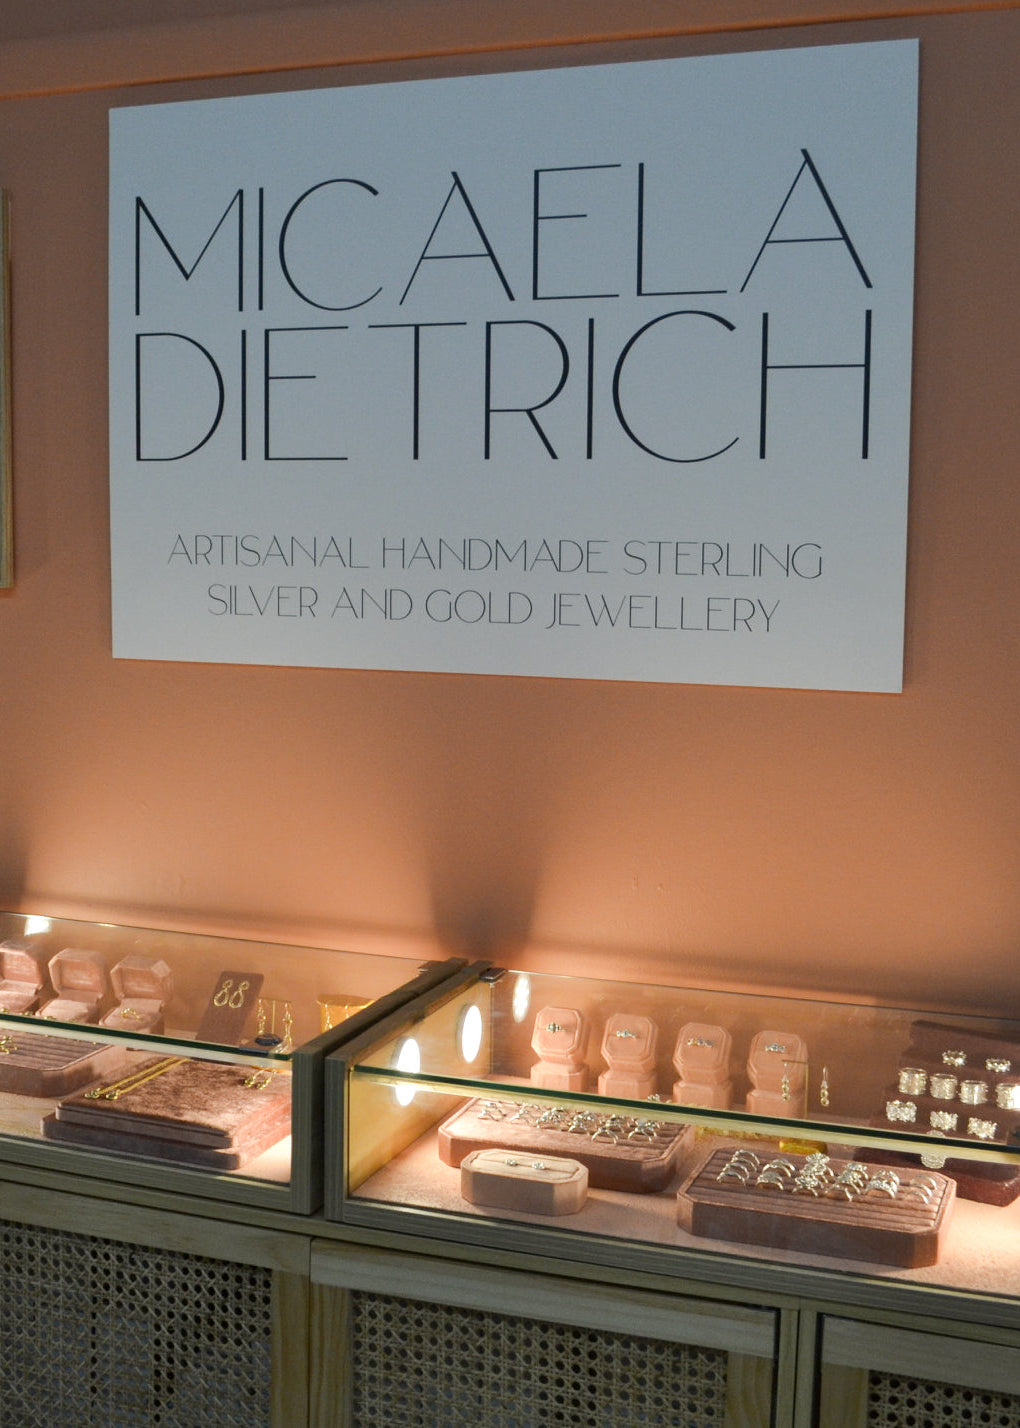 MICAELA
DIETRICH
ARTISANAL HANDMADE STERLING
SILVER AND GOLD JEWELLERY